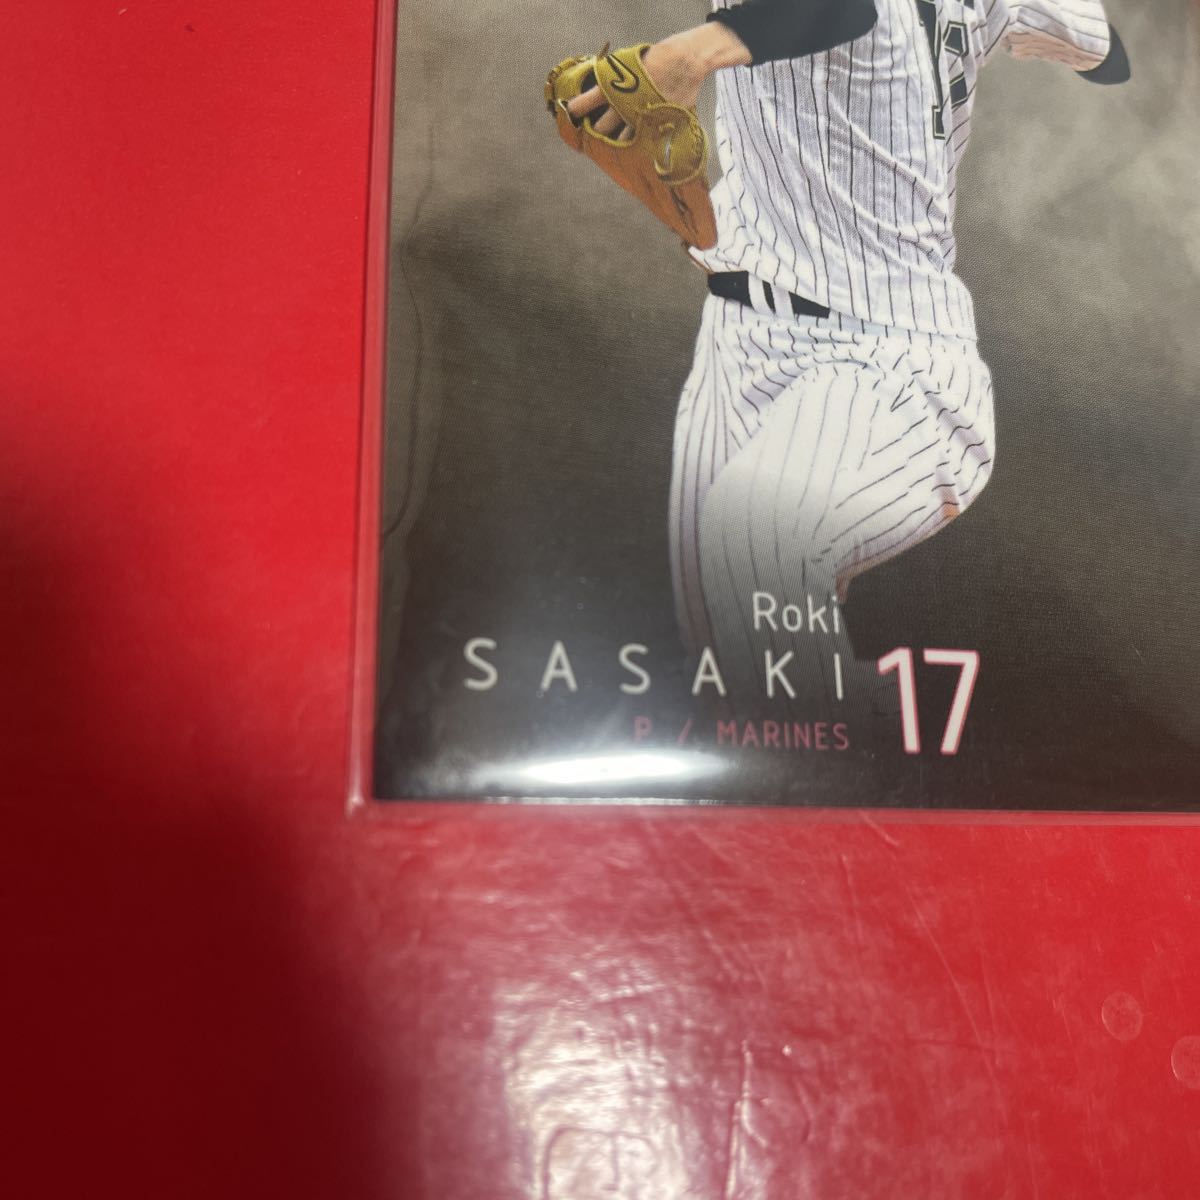 Roki
SASAKI 17
P / MARINES